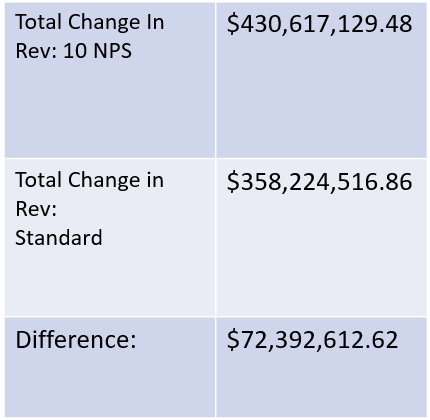 Total Change In
Rev: 10 NPS
$430,617,129.48
Total Change in
Rev:
Standard
$358,224,516.86
Difference:
$72,392,612.62